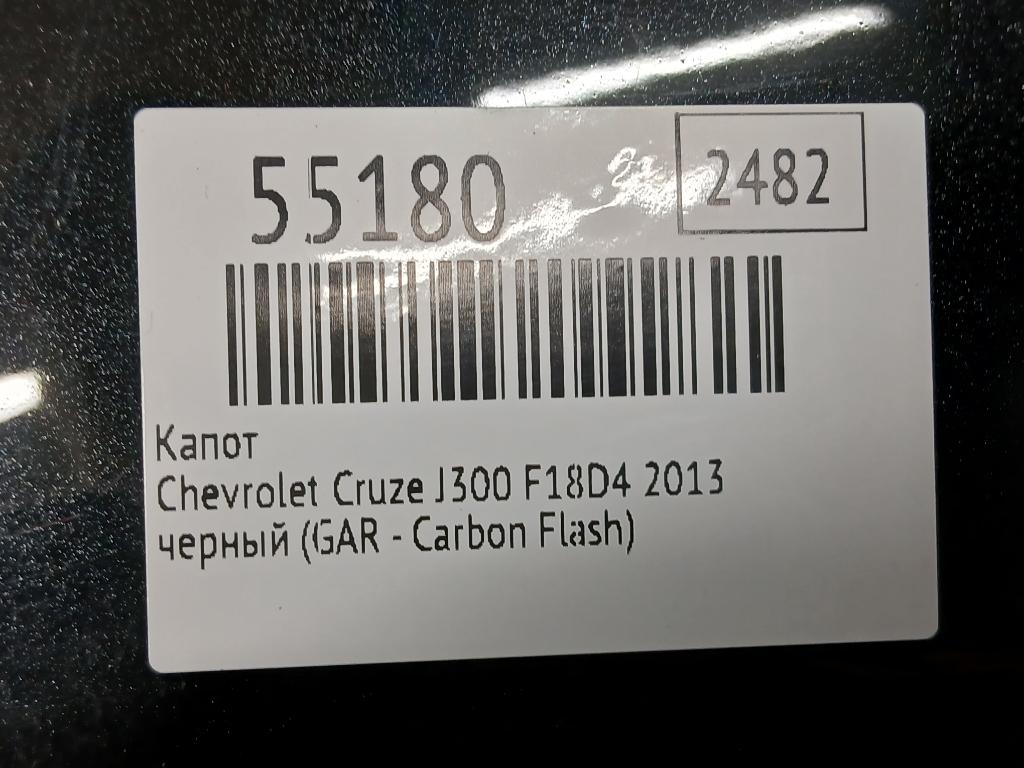 55180
2482
Капот
Chevrolet Cruze J300 F18D4 2013
черный (GAR - Carbon Flash)